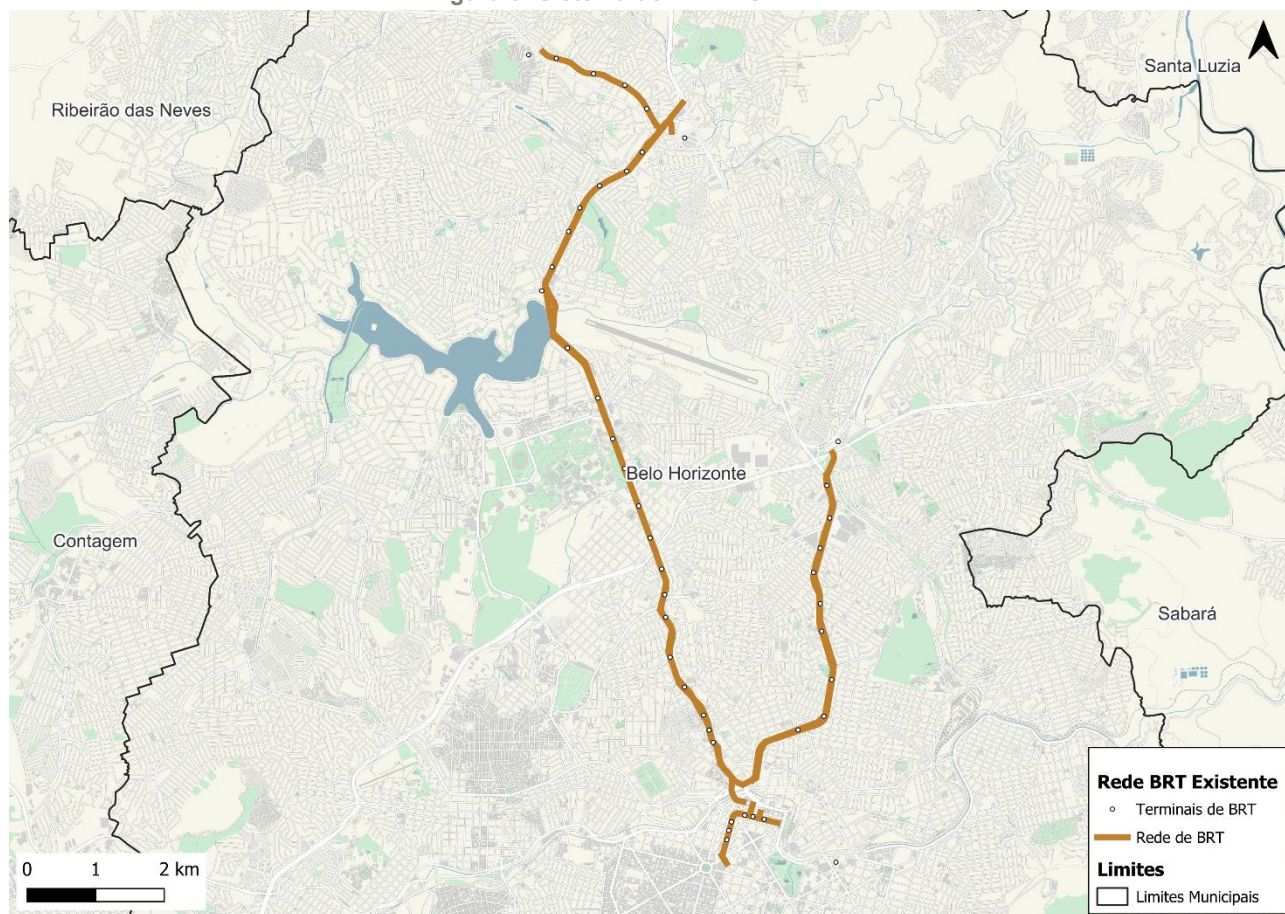 Santa Luzia
Ribeirão das Neves
Belo Horizonte
Contagem
Sabará
Rede BRT Existente
Terminais de BRT
Rede de BRT
Limites
Limites Municipais
0 1 2 km